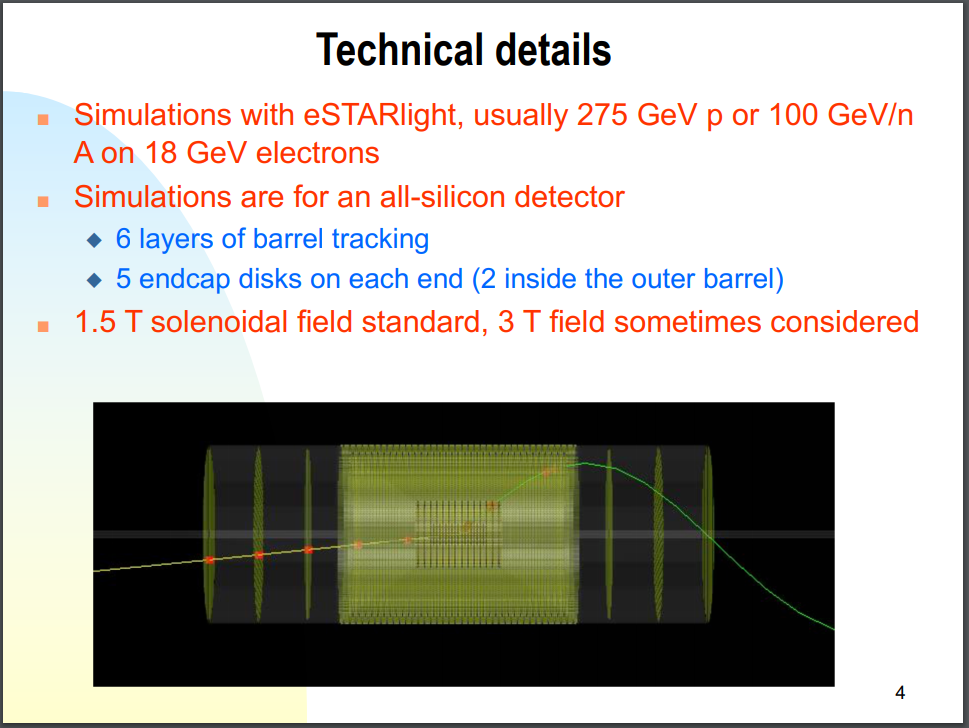 Technical details
Simulations with eSTARlight, usually 275 GeV p or 100 GeV/n
A on 18 GeV electrons
Simulations are for an all-silicon detector
6 layers of barrel tracking
5 endcap disks on each end (2 inside the outer barrel)
1.5 T solenoidal field standard, 3 T field sometimes considered
4